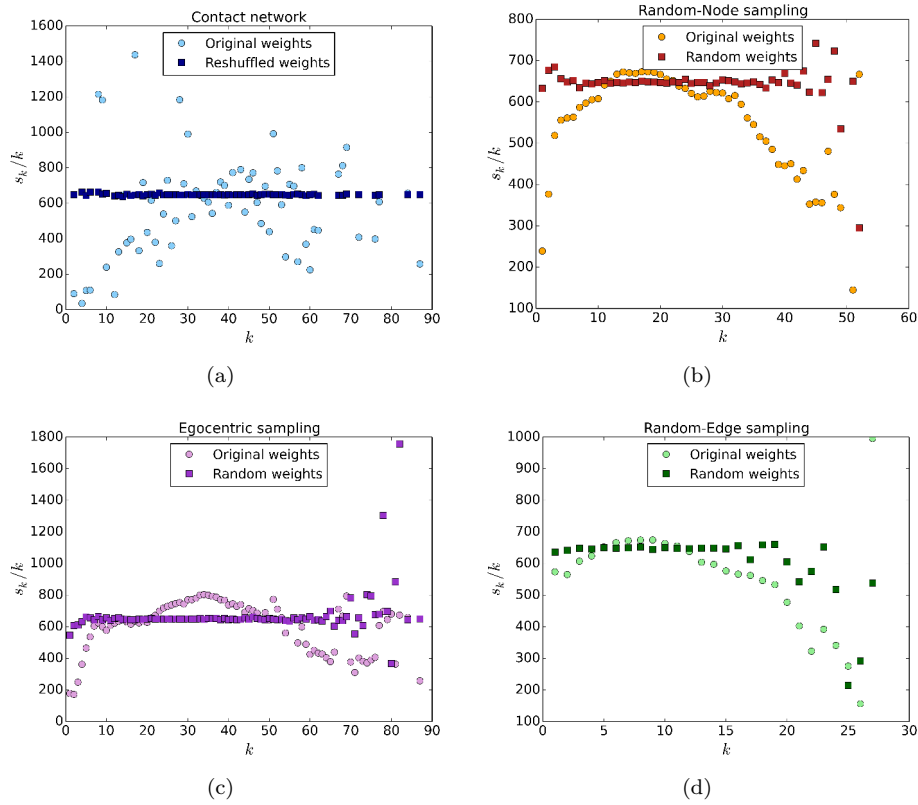 Contact network
1600
1400
1200
1000
800
600
400
200
0
s_k/k
Original weights
Reshuffled weights
0 10 20 30 40 50 60 70 80 90
k
(a)
Random-Node sampling
800
700
600
500
400
300
200
100
s_k/k
Original weights
Random weights
0 10 20 30 40 50 60
k
(b)
Egocentric sampling
1800
1600
1400
1200
1000
800
600
400
200
0
s_k/k
Original weights
Random weights
0 10 20 30 40 50 60 70 80 90
k
(c)
Random-Edge sampling
1000
900
800
700
600
500
400
300
200
100
s_k/k
Original weights
Random weights
0 5 10 15 20 25 30
k
(d)